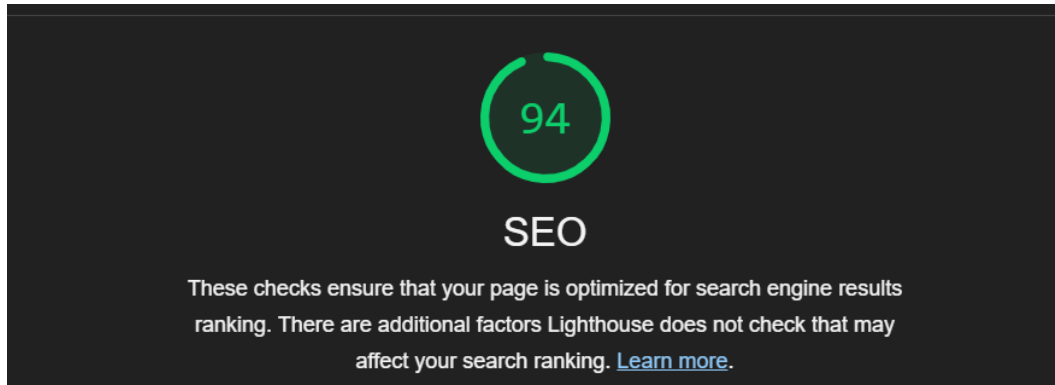 94
SEO
These checks ensure that your page is optimized for search engine results
ranking. There are additional factors Lighthouse does not check that may
affect your search ranking. Learn more.